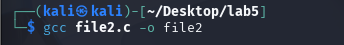 ┌──(kali㉿kali)-[~/Desktop/lab5]
└─$ gcc file2.c -o file2